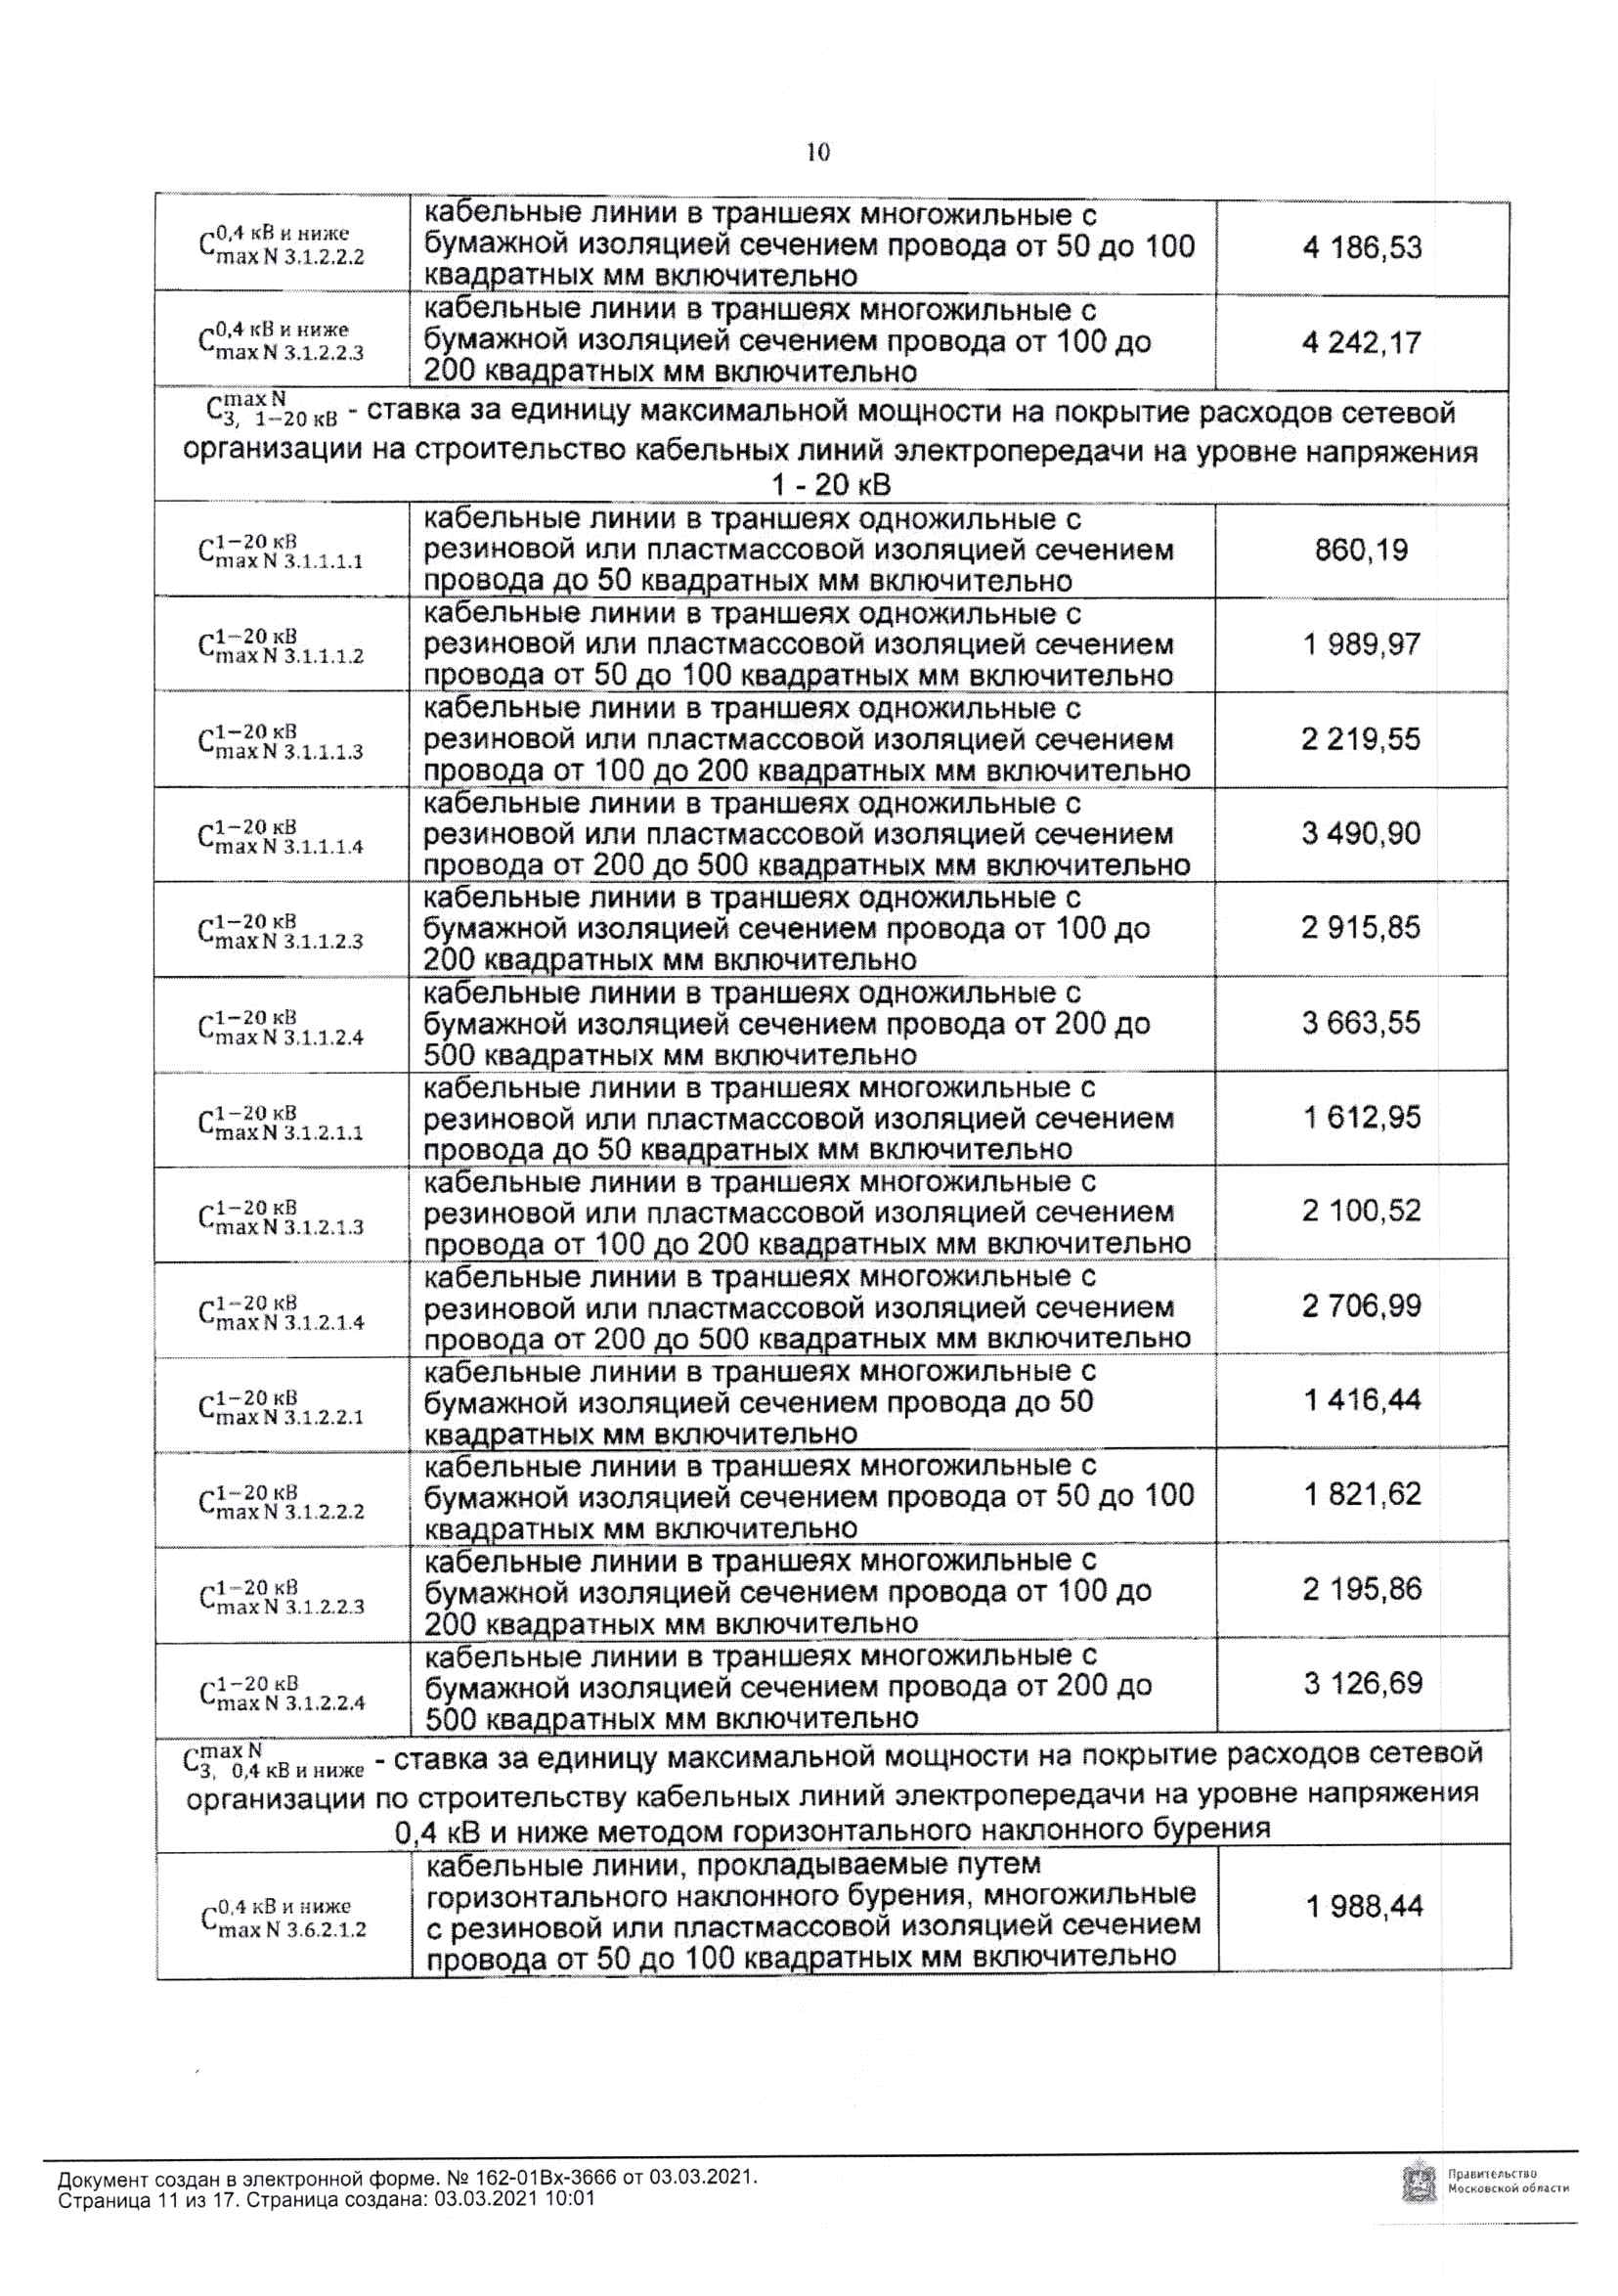 10
C 0,4 кВ и ниже max N 3.1.2.2.2
кабельные линии в траншеях многожильные с
бумажной изоляцией сечением провода от 50 до 100
квадратных мм включительно
4 186,53
C 0,4 кВ и ниже max N 3.1.2.2.3
кабельные линии в траншеях многожильные с
бумажной изоляцией сечением провода от 100 до
200 квадратных мм включительно
4 242,17
C max N 3, 1–20 кВ - ставка за единицу максимальной мощности на покрытие расходов сетевой
организации на строительство кабельных линий электропередачи на уровне напряжения
1 - 20 кВ
C 1–20 кВ max N 3.1.1.1.1
кабельные линии в траншеях одножильные с
резиновой или пластмассовой изоляцией сечением
провода до 50 квадратных мм включительно
860,19
C 1–20 кВ max N 3.1.1.1.2
кабельные линии в траншеях одножильные с
резиновой или пластмассовой изоляцией сечением
провода от 50 до 100 квадратных мм включительно
1 989,97
C 1–20 кВ max N 3.1.1.1.3
кабельные линии в траншеях одножильные с
резиновой или пластмассовой изоляцией сечением
провода от 100 до 200 квадратных мм включительно
2 219,55
C 1–20 кВ max N 3.1.1.1.4
кабельные линии в траншеях одножильные с
резиновой или пластмассовой изоляцией сечением
провода от 200 до 500 квадратных мм включительно
3 490,90
C 1–20 кВ max N 3.1.1.2.3
кабельные линии в траншеях одножильные с
бумажной изоляцией сечением провода от 100 до
200 квадратных мм включительно
2 915,85
C 1–20 кВ max N 3.1.1.2.4
кабельные линии в траншеях одножильные с
бумажной изоляцией сечением провода от 200 до
500 квадратных мм включительно
3 663,55
C 1–20 кВ max N 3.1.2.1.1
кабельные линии в траншеях многожильные с
резиновой или пластмассовой изоляцией сечением
провода до 50 квадратных мм включительно
1 612,95
C 1–20 кВ max N 3.1.2.1.3
кабельные линии в траншеях многожильные с
резиновой или пластмассовой изоляцией сечением
провода от 100 до 200 квадратных мм включительно
2 100,52
C 1–20 кВ max N 3.1.2.1.4
кабельные линии в траншеях многожильные с
резиновой или пластмассовой изоляцией сечением
провода от 200 до 500 квадратных мм включительно
2 706,99
C 1–20 кВ max N 3.1.2.2.1
кабельные линии в траншеях многожильные с
бумажной изоляцией сечением провода до 50
квадратных мм включительно
1 416,44
C 1–20 кВ max N 3.1.2.2.2
кабельные линии в траншеях многожильные с
бумажной изоляцией сечением провода от 50 до 100
квадратных мм включительно
1 821,62
C 1–20 кВ max N 3.1.2.2.3
кабельные линии в траншеях многожильные с
бумажной изоляцией сечением провода от 100 до
200 квадратных мм включительно
2 195,86
C 1–20 кВ max N 3.1.2.2.4
кабельные линии в траншеях многожильные с
бумажной изоляцией сечением провода от 200 до
500 квадратных мм включительно
3 126,69
C max N 3, 0,4 кВ и ниже - ставка за единицу максимальной мощности на покрытие расходов сетевой
организации по строительству кабельных линий электропередачи на уровне напряжения
0,4 кВ и ниже методом горизонтального наклонного бурения
C 0,4 кВ и ниже max N 3.6.2.1.2
кабельные линии, прокладываемые путем
горизонтального наклонного бурения, многожильные
с резиновой или пластмассовой изоляцией сечением
провода от 50 до 100 квадратных мм включительно
1 988,44
Документ создан в электронной форме. № 162-01Вх-3666 от 03.03.2021.
Страница 11 из 17. Страница создана: 03.03.2021 10:01
Правительство
Московской области